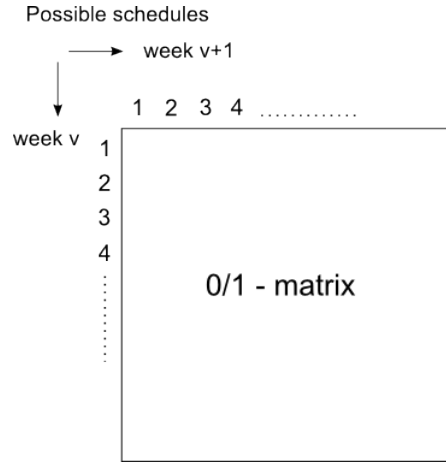 Possible schedules
week v+1
1 2 3 4 .............
week v
1
2
3
4
0/1 - matrix